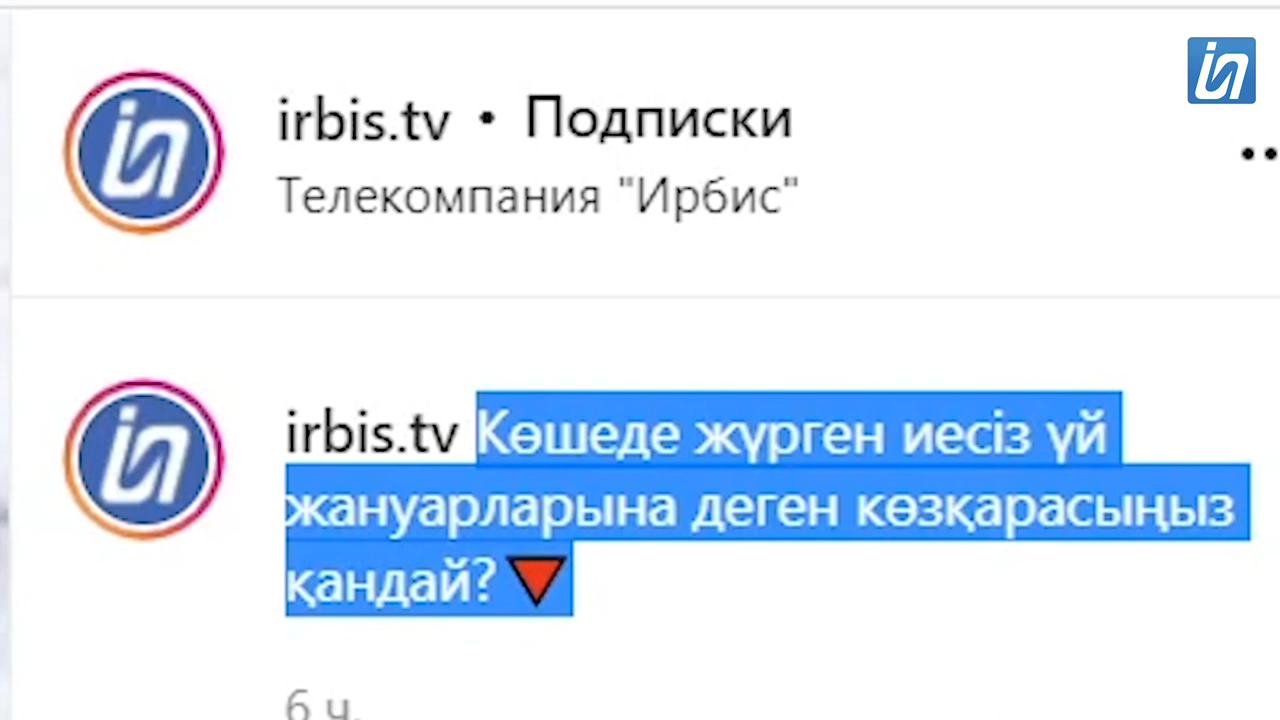 irbis.tv • Подписки
Телекомпания "Ирбис"
irbis.tv Көшеде жүрген иесіз үй
жануарларына деген көзқарасыңыз
қандай?
6 ч.